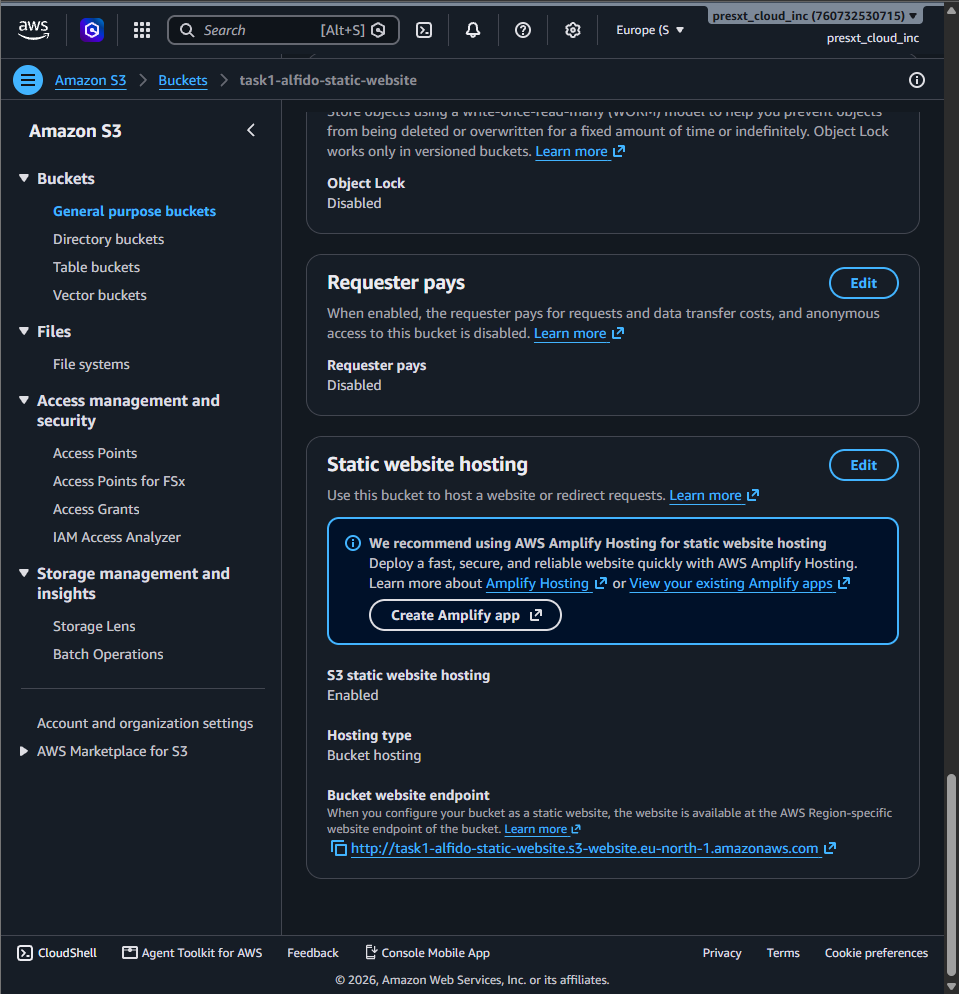 aws
Search [Alt+S]
Europe (S
presxt_cloud_inc (760732530715)
presxt_cloud_inc
Amazon S3
Buckets
task1-alfido-static-website
Amazon S3
Buckets
General purpose buckets
Directory buckets
Table buckets
Vector buckets
Files
File systems
Access management and
security
Access Points
Access Points for FSx
Access Grants
IAM Access Analyzer
Storage management and
insights
Storage Lens
Batch Operations
Account and organization settings
AWS Marketplace for S3
Store objects using a write-once-read-many (WORM) model to help you prevent objects
from being deleted or overwritten for a fixed amount of time or indefinitely. Object Lock
works only in versioned buckets. Learn more
Object Lock
Disabled
Requester pays
Edit
When enabled, the requester pays for requests and data transfer costs, and anonymous
access to this bucket is disabled. Learn more
Requester pays
Disabled
Static website hosting
Edit
Use this bucket to host a website or redirect requests. Learn more
We recommend using AWS Amplify Hosting for static website hosting
Deploy a fast, secure, and reliable website quickly with AWS Amplify Hosting.
Learn more about Amplify Hosting or View your existing Amplify apps
Create Amplify app
S3 static website hosting
Enabled
Hosting type
Bucket hosting
Bucket website endpoint
When you configure your bucket as a static website, the website is available at the AWS Region-specific
website endpoint of the bucket. Learn more
http://task1-alfido-static-website.s3-website.eu-north-1.amazonaws.com
CloudShell
Agent Toolkit for AWS
Feedback
Console Mobile App
Privacy
Terms
Cookie preferences
© 2026, Amazon Web Services, Inc. or its affiliates.